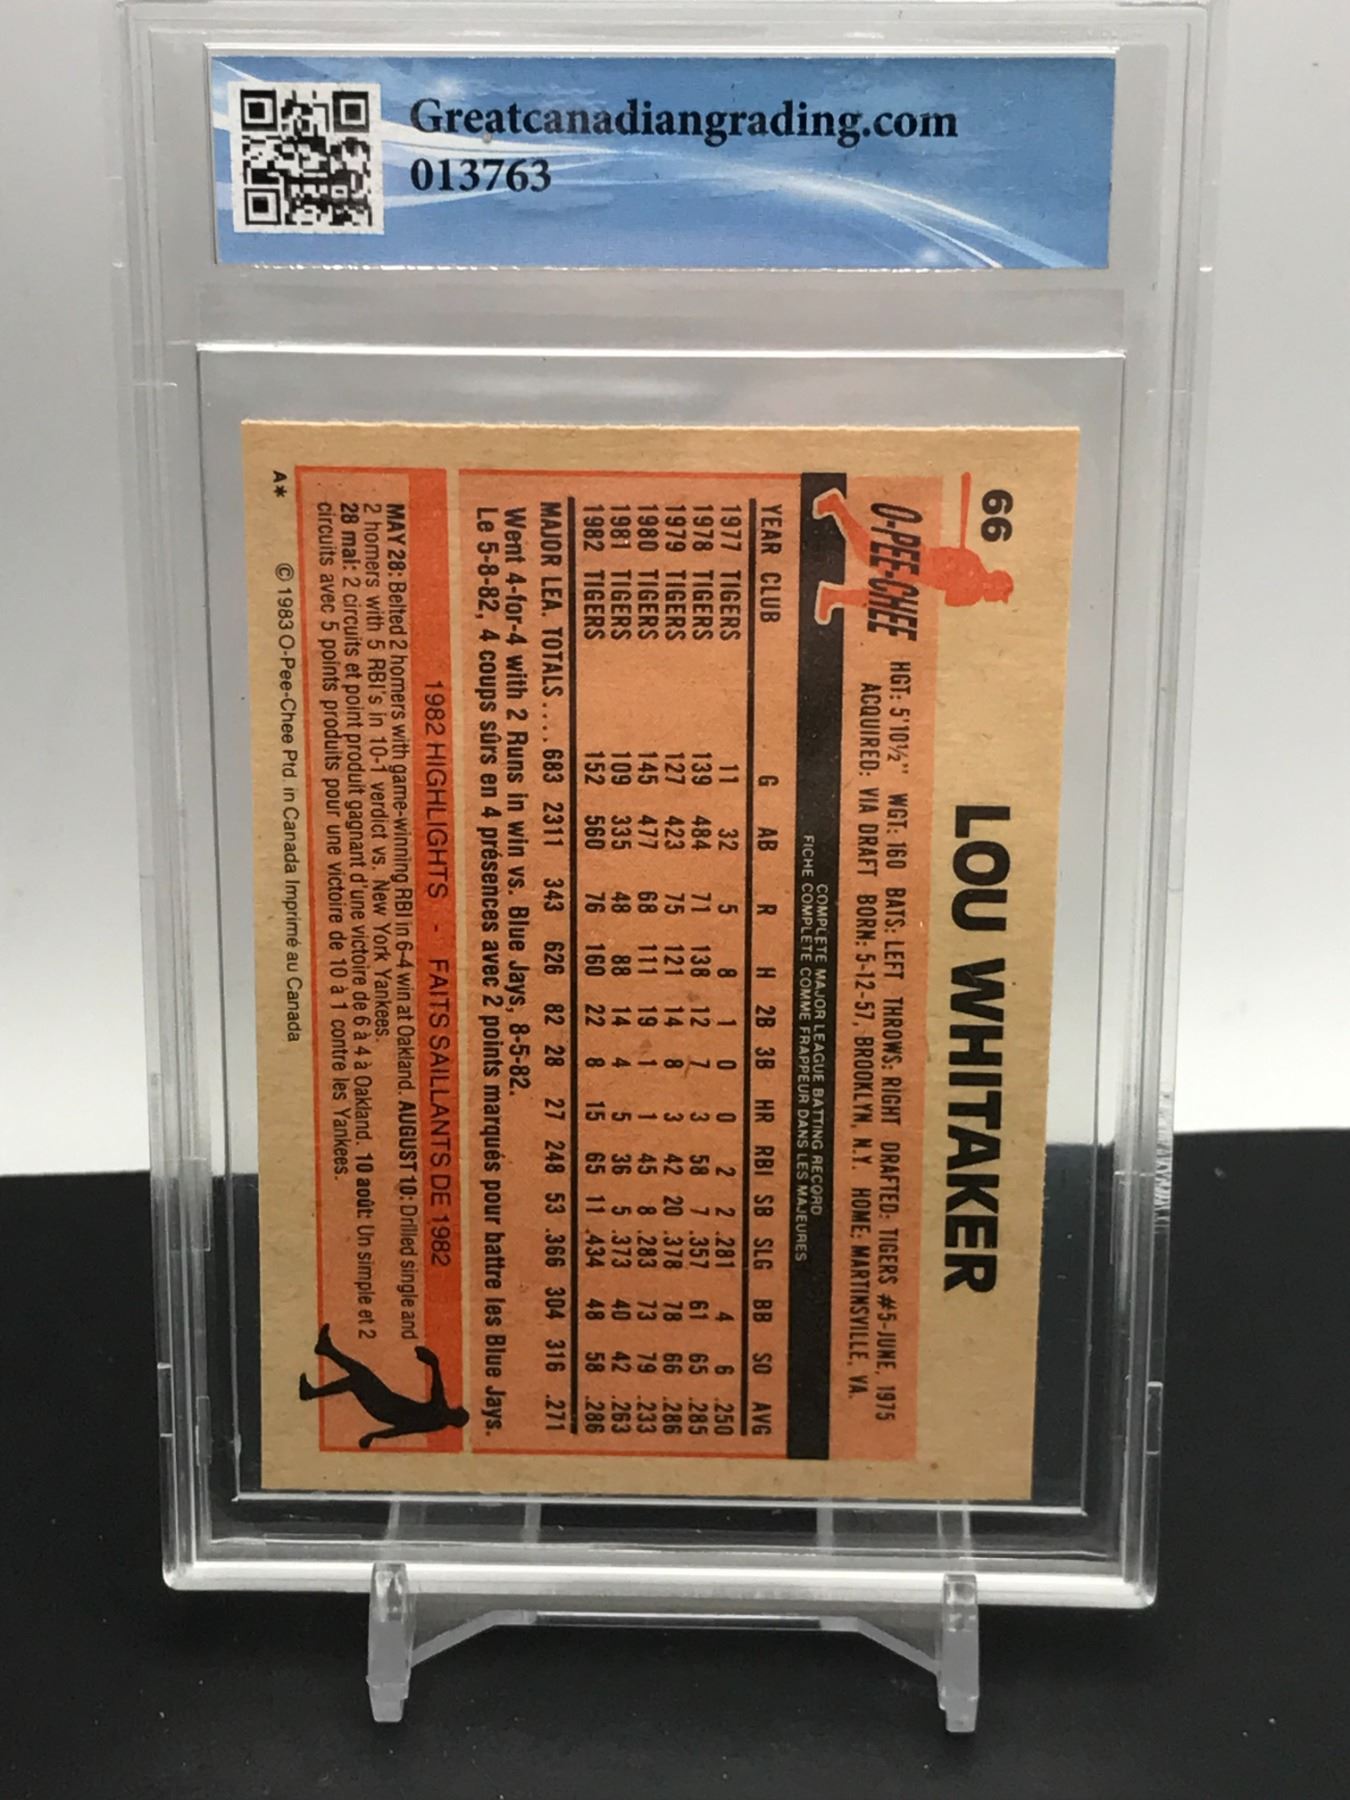 Greatcanadiangrading.com
013763
66
LOU WHITAKER
O-PEE-CHEE
HGT: 5'10½" WGT: 160 BATS: LEFT THROWS: RIGHT DRAFTED: TIGERS #5-JUNE, 1975
ACQUIRED: VIA DRAFT BORN: 5-12-57, BROOKLYN, N.Y. HOME: MARTINSVILLE, VA.
COMPLETE MAJOR LEAGUE BATTING RECORD
FICHE COMPLETE COMME FRAPPEUR DANS LES MAJEURES
YEAR CLUB G AB R H 2B 3B HR RBI SB SLG BB SO AVG
1977 TIGERS 11 32 5 8 1 0 0 2 2 .281 4 6 .250
1978 TIGERS 139 484 71 138 12 7 3 58 7 .357 61 65 .285
1979 TIGERS 127 423 75 121 14 8 3 42 20 .378 78 66 .286
1980 TIGERS 145 477 68 111 19 1 1 45 8 .283 73 79 .233
1981 TIGERS 109 335 48 88 14 4 5 36 5 .373 40 42 .263
1982 TIGERS 152 560 76 160 22 8 15 65 11 .434 48 58 .286
MAJOR LEA. TOTALS.... 683 2311 343 626 82 28 27 248 53 .366 304 316 .271
Went 4-for-4 with 2 Runs in win vs. Blue Jays, 8-5-82.
Le 5-8-82, 4 coups sûrs en 4 présences avec 2 points marqués pour battre les Blue Jays.
1982 HIGHLIGHTS - FAITS SAILLANTS DE 1982
MAY 28: Belted 2 homers with game-winning RBI in 6-4 win at Oakland. AUGUST 10: Drilled single and
2 homers with 5 RBI's in 10-1 verdict vs. New York Yankees.
28 mai: 2 circuits et point produit gagnant d'une victoire de 6 à 4 à Oakland. 10 août: Un simple et 2
circuits avec 5 points produits pour une victoire de 10 à 1 contre les Yankees.
A* © 1983 O-Pee-Chee Ptd. in Canada Imprimé au Canada